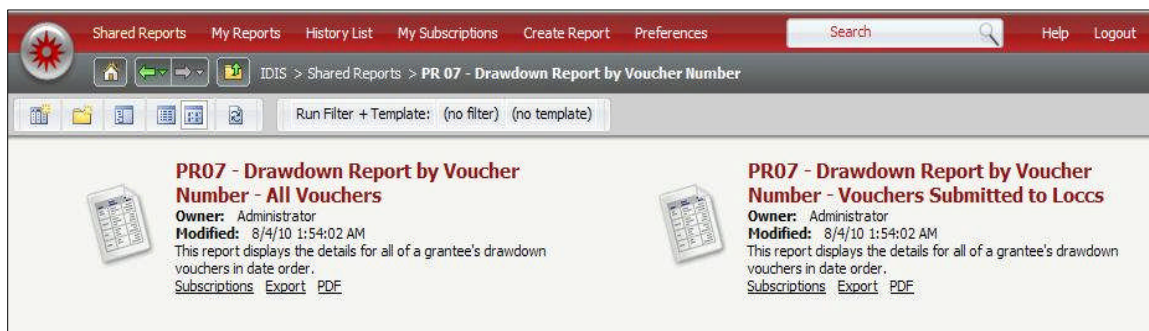 Shared Reports My Reports History List My Subscriptions Create Report Preferences Search Help Logout
IDIS > Shared Reports > PR 07 - Drawdown Report by Voucher Number
Run Filter + Template: (no filter) (no template)
PR07 - Drawdown Report by Voucher
Number - All Vouchers
Owner: Administrator
Modified: 8/4/10 1:54:02 AM
This report displays the details for all of a grantee's drawdown
vouchers in date order.
Subscriptions Export PDF
PR07 - Drawdown Report by Voucher
Number - Vouchers Submitted to Loccs
Owner: Administrator
Modified: 8/4/10 1:54:02 AM
This report displays the details for all of a grantee's drawdown
vouchers in date order.
Subscriptions Export PDF